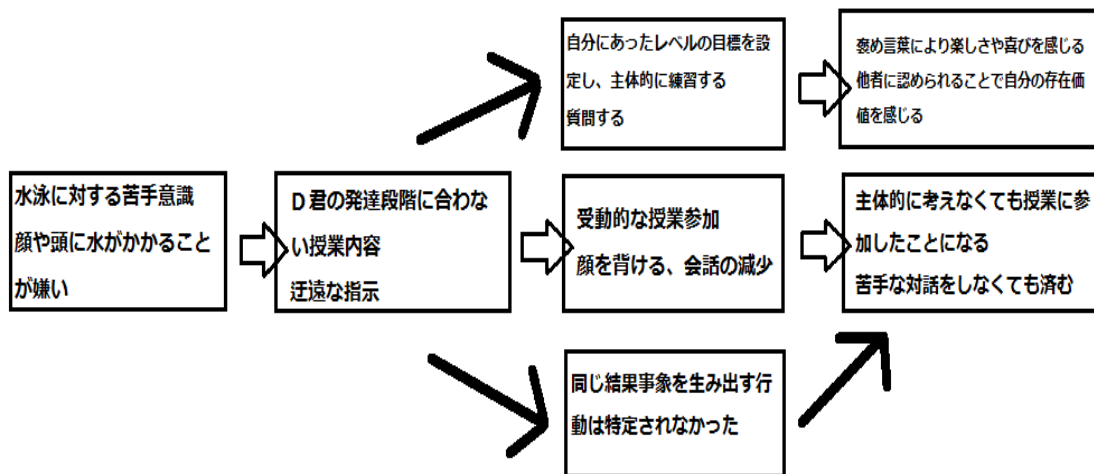 水泳に対する苦手意識
顔や頭に水がかかること
が嫌い
D君の発達段階に合わな
い授業内容
迂遠な指示
自分にあったレベルの目標を設
定し、主体的に練習する
質問する
褒め言葉により楽しさや喜びを感じる
他者に認められることで自分の存在価
値を感じる
受動的な授業参加
顔を背ける、会話の減少
主体的に考えなくても授業に参
加したことになる
苦手な対話をしなくても済む
同じ結果事象を生み出す行
動は特定されなかった